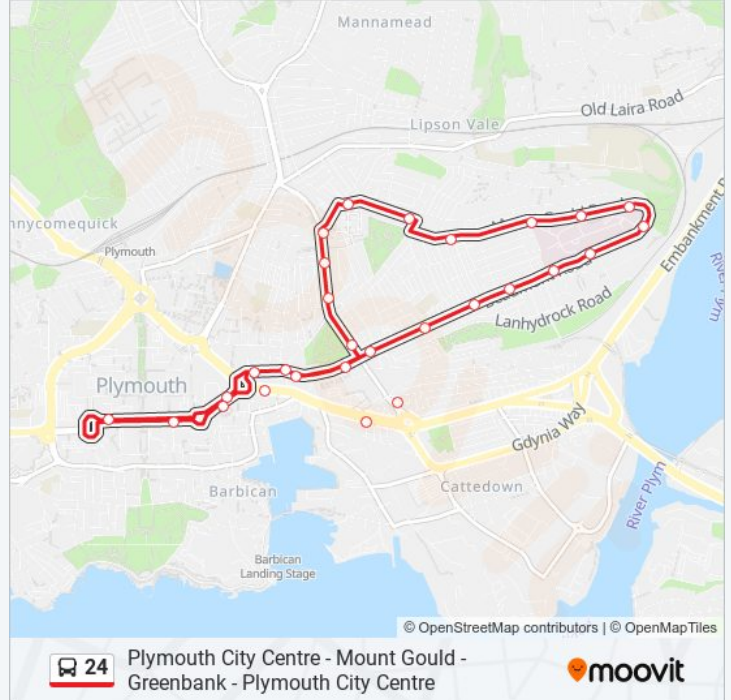 Mannamead
Old Laira Road
Lipson Vale
nnycomequick
Plymouth
Embankment
River Plym
Lanhydrock Road
Plymouth
Gdynia Way
Barbican
Cattedown
River Plym
Barbican
Landing Stage
© OpenStreetMap contributors | © OpenMapTiles
24
Plymouth City Centre - Mount Gould -
Greenbank - Plymouth City Centre
moovit